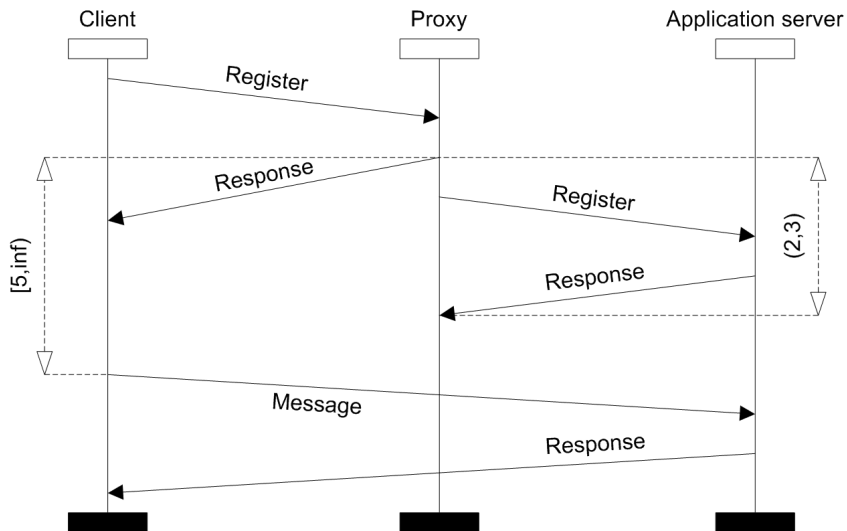 Client Proxy Application server
Register
Response
Register
[5,inf)
(2,3)
Response
Message
Response